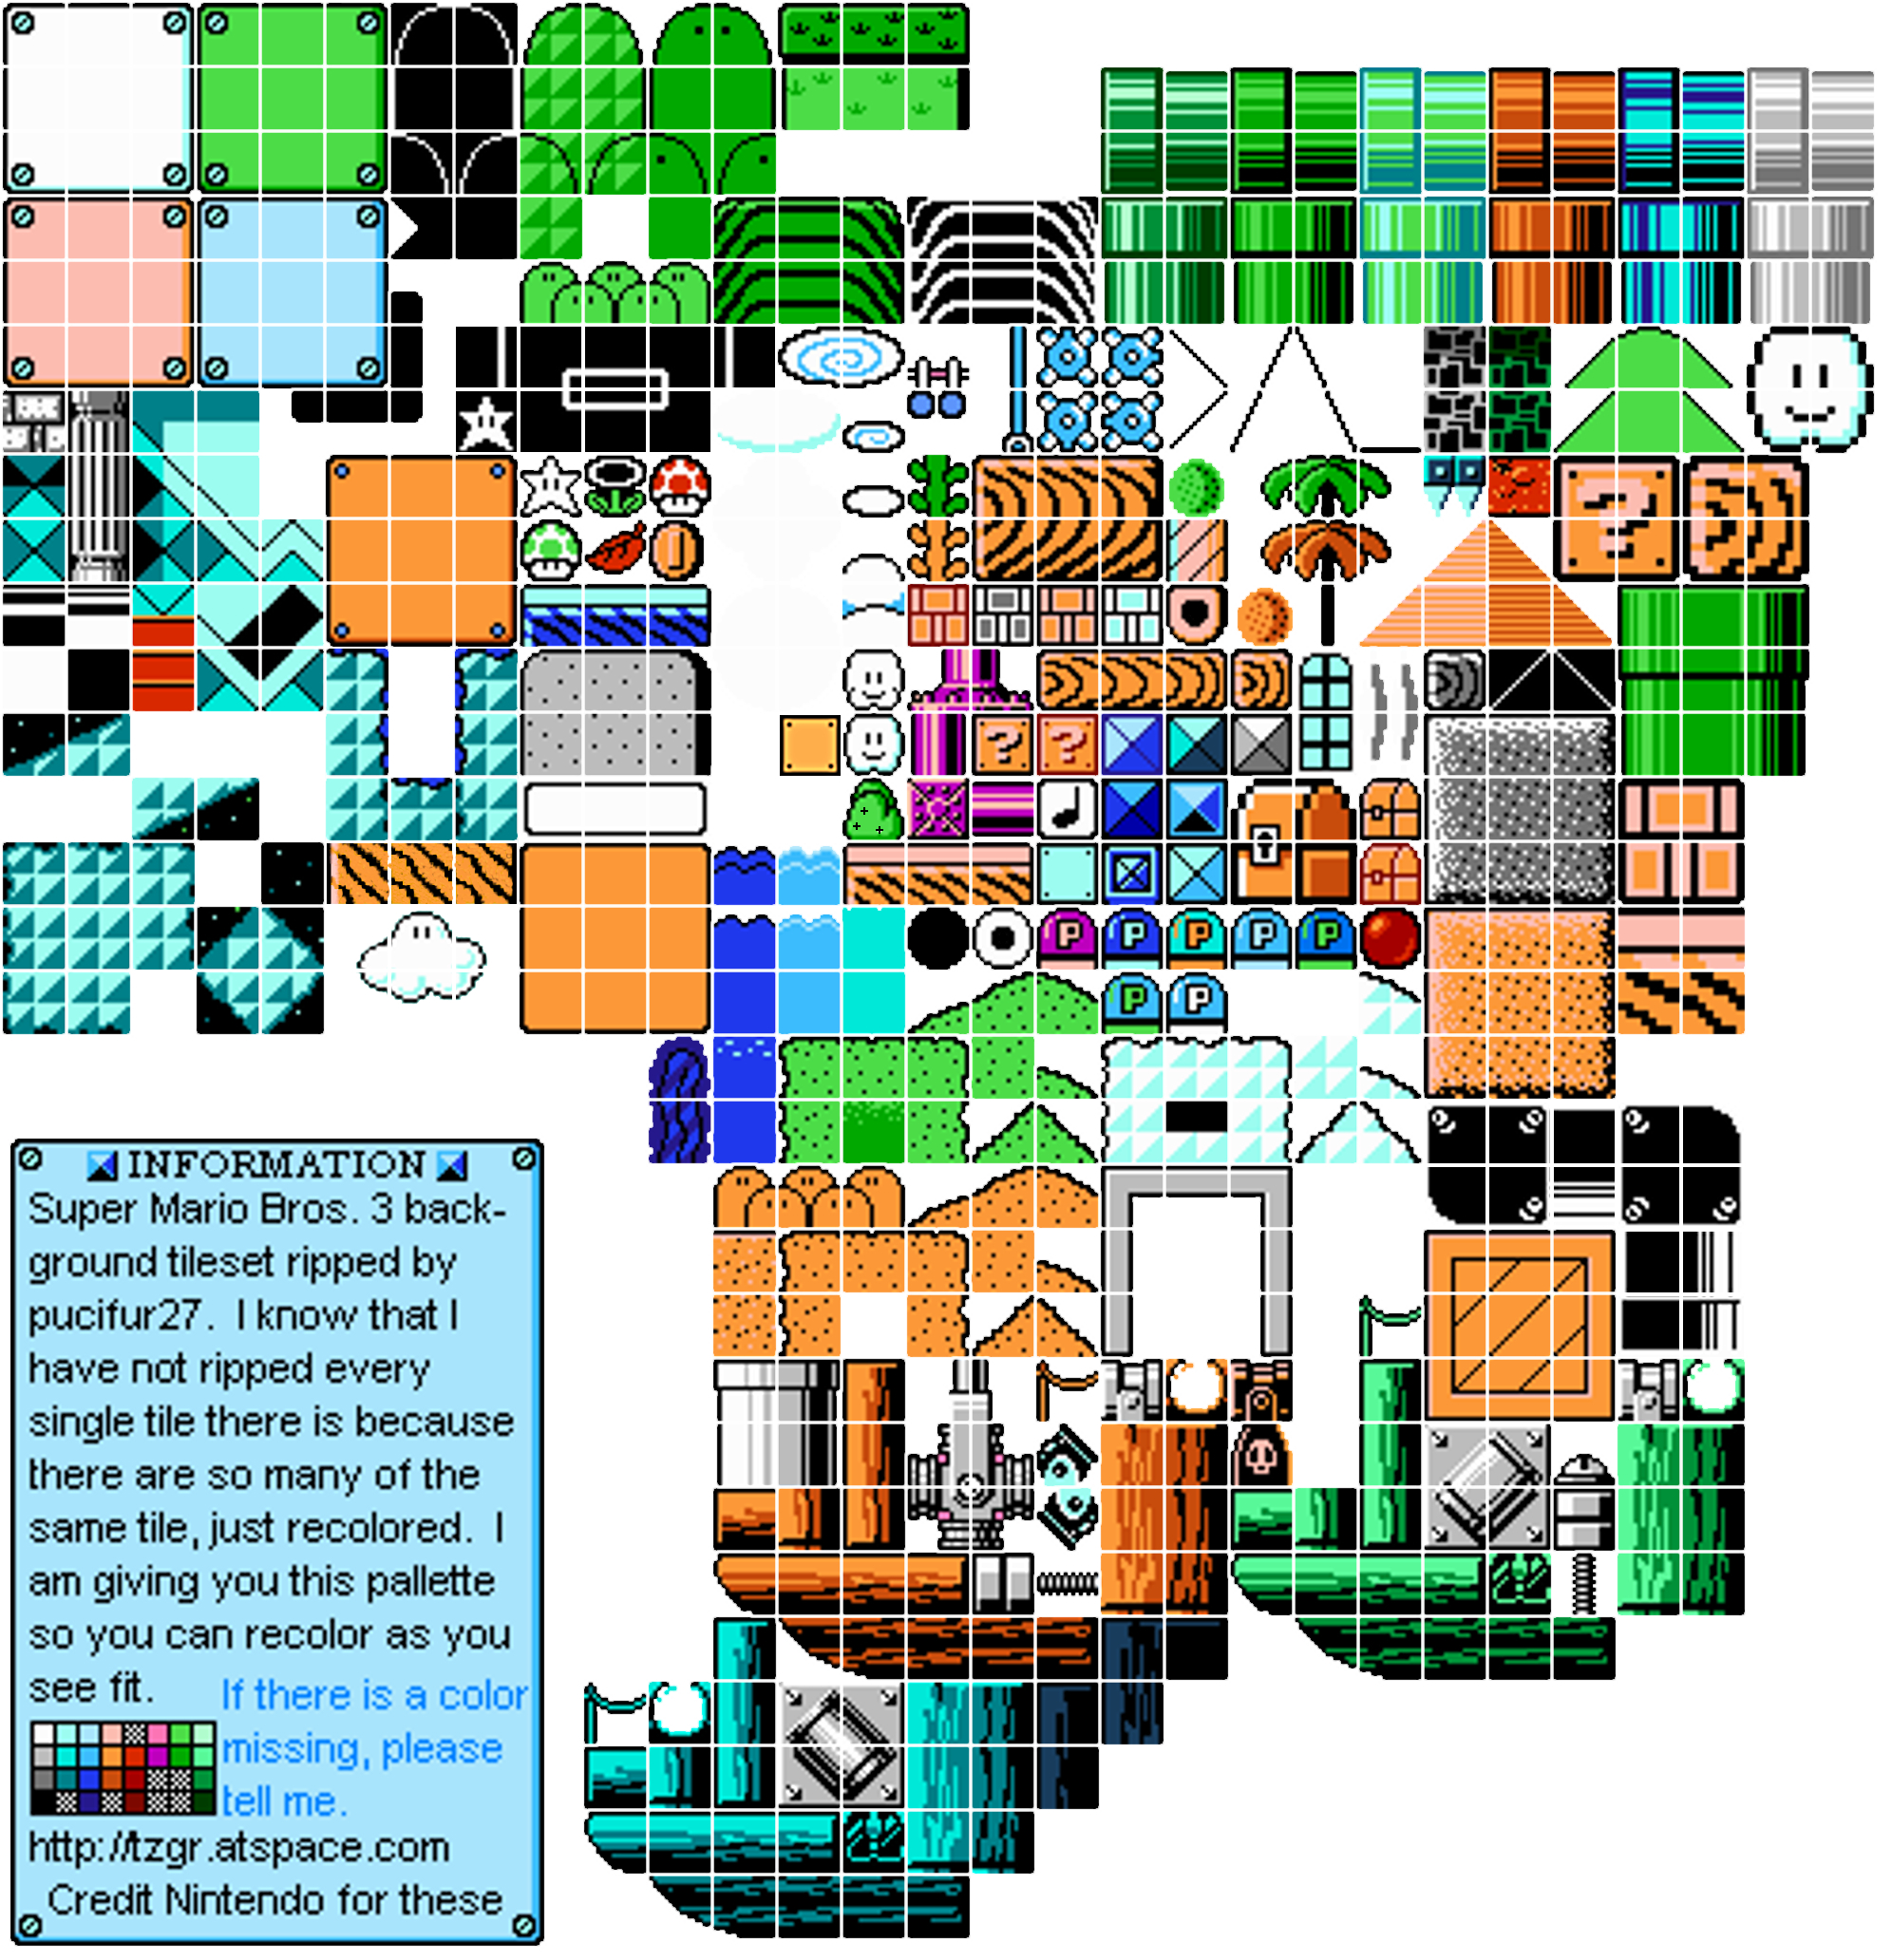 ? ?
? ?
P P P P P
P P
INFORMATION
Super Mario Bros. 3 back-
ground tileset ripped by
pucifur27. I know that I
have not ripped every
single tile there is because
there are so many of the
same tile, just recolored. I
am giving you this pallette
so you can recolor as you
see fit. If there is a color
missing, please
tell me.
http://tzgr.atspace.com
Credit Nintendo for these